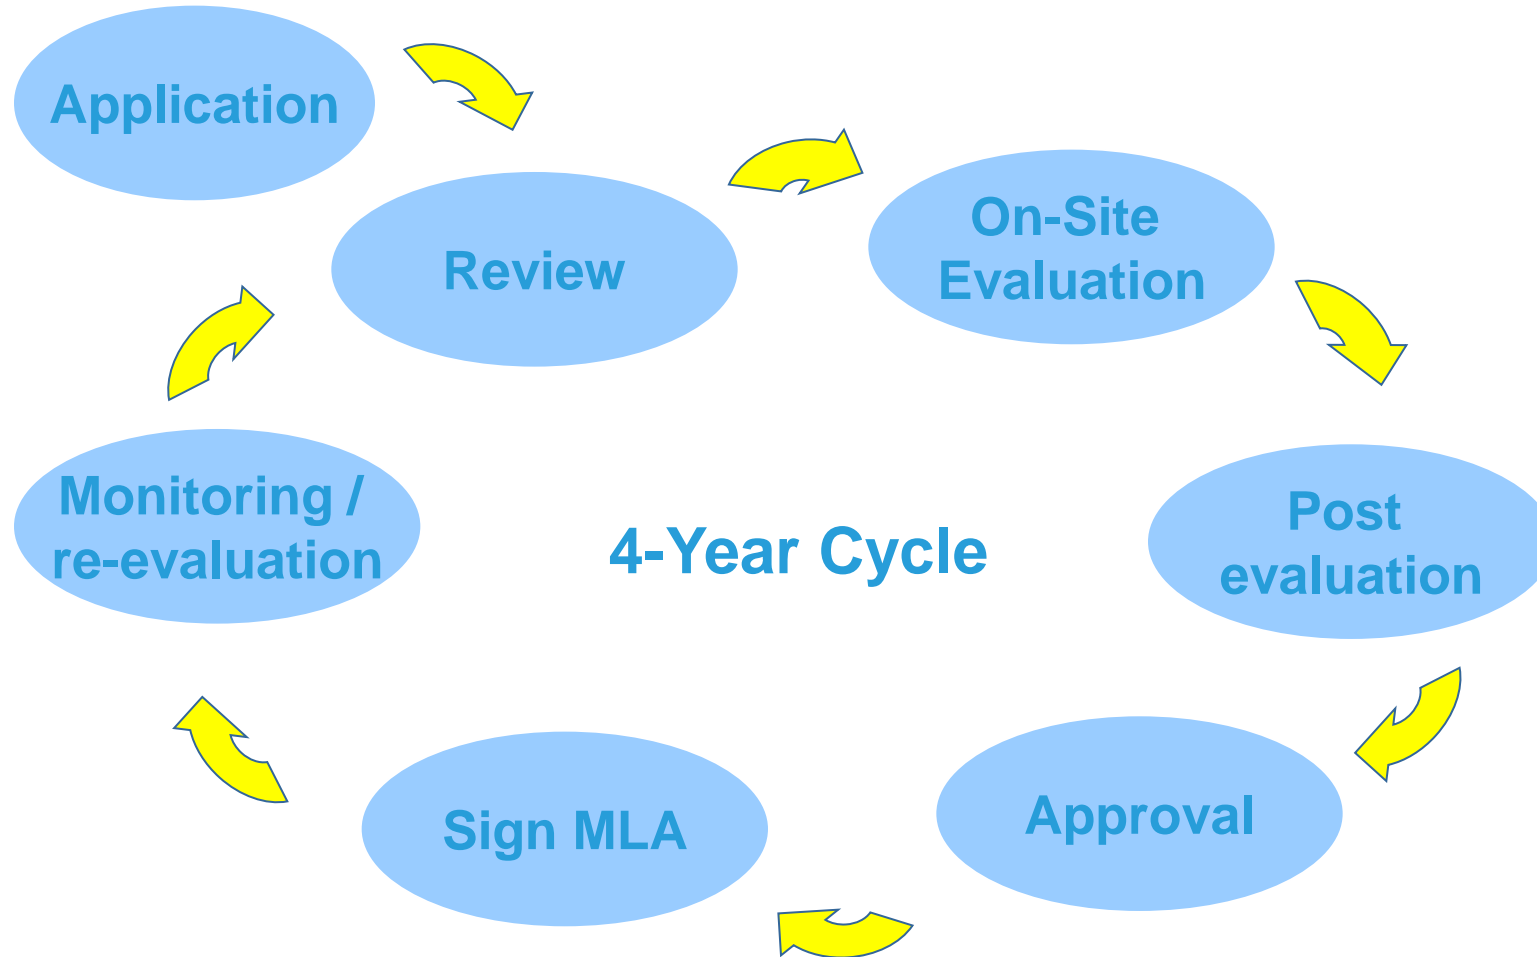 Application
Review
On-Site
Evaluation
Post
evaluation
Approval
Sign MLA
Monitoring /
re-evaluation
4-Year Cycle